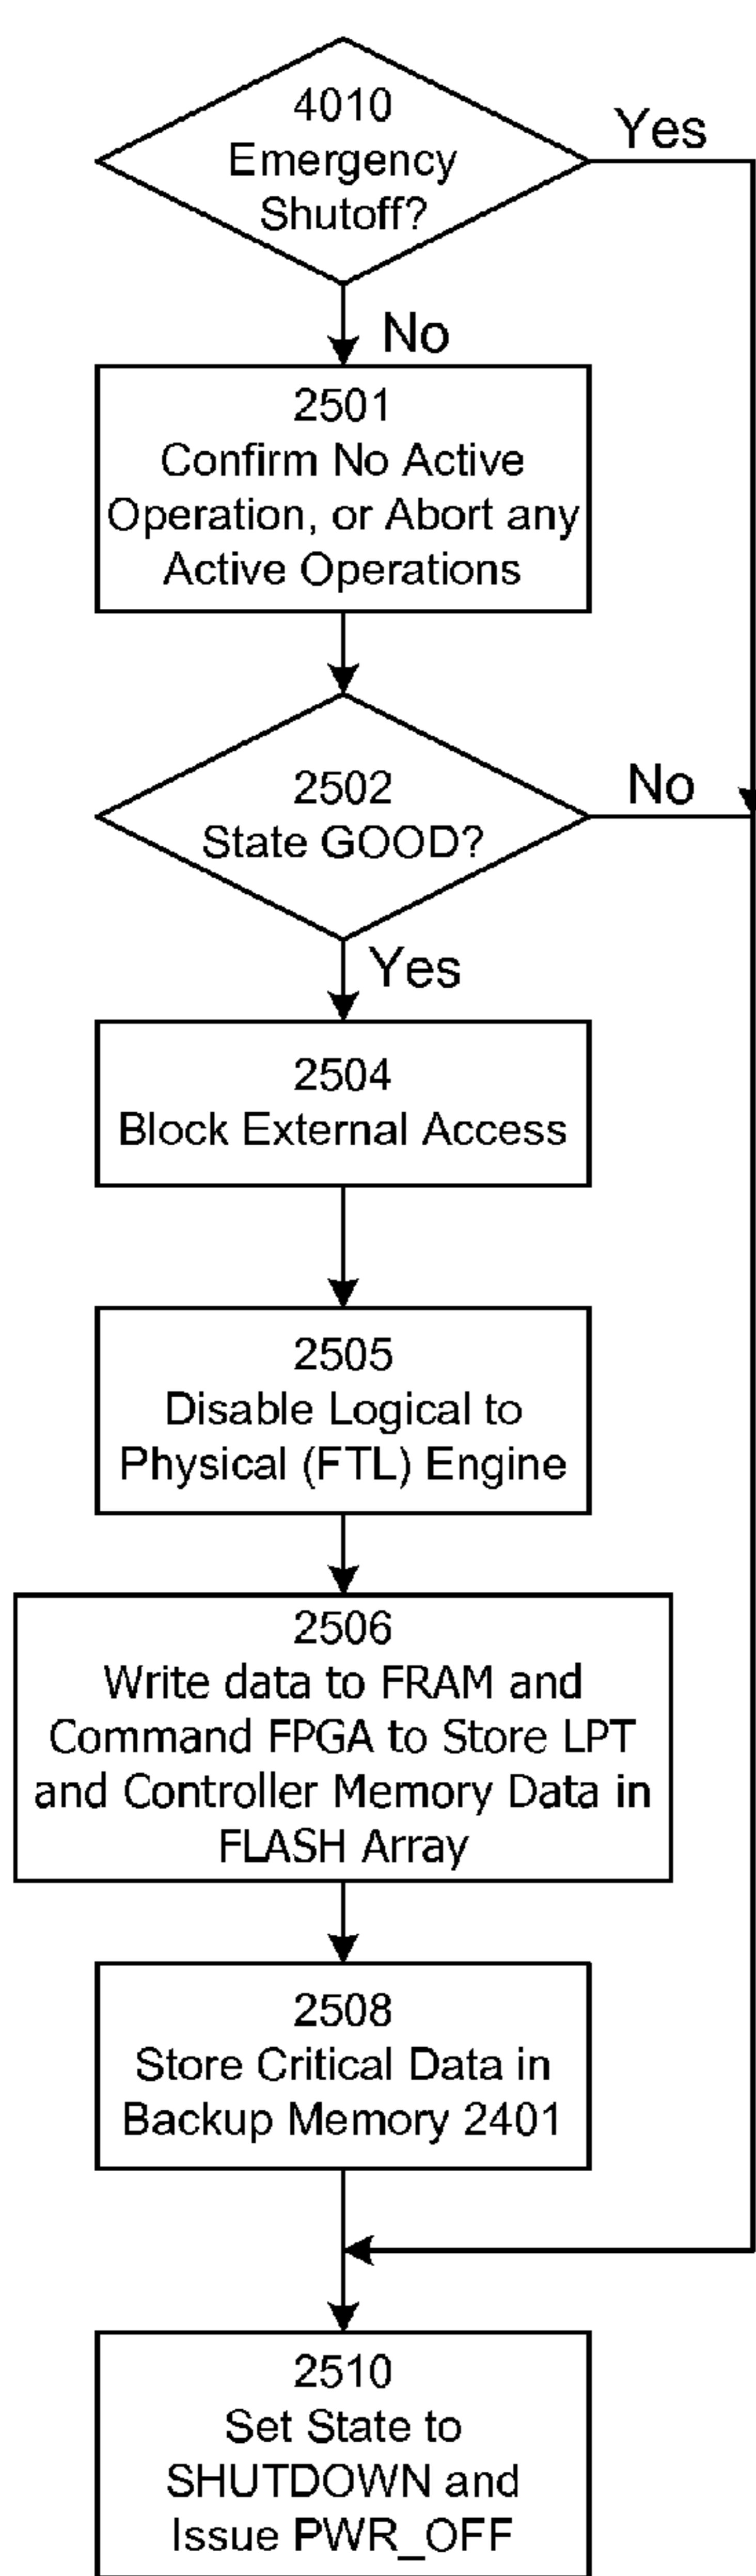 4010
Emergency
Shutoff?
Yes
No
2501
Confirm No Active
Operation, or Abort any
Active Operations
2502
State GOOD?
No
Yes
2504
Block External Access
2505
Disable Logical to
Physical (FTL) Engine
2506
Write data to FRAM and
Command FPGA to Store LPT
and Controller Memory Data in
FLASH Array
2508
Store Critical Data in
Backup Memory 2401
2510
Set State to
SHUTDOWN and
Issue PWR_OFF